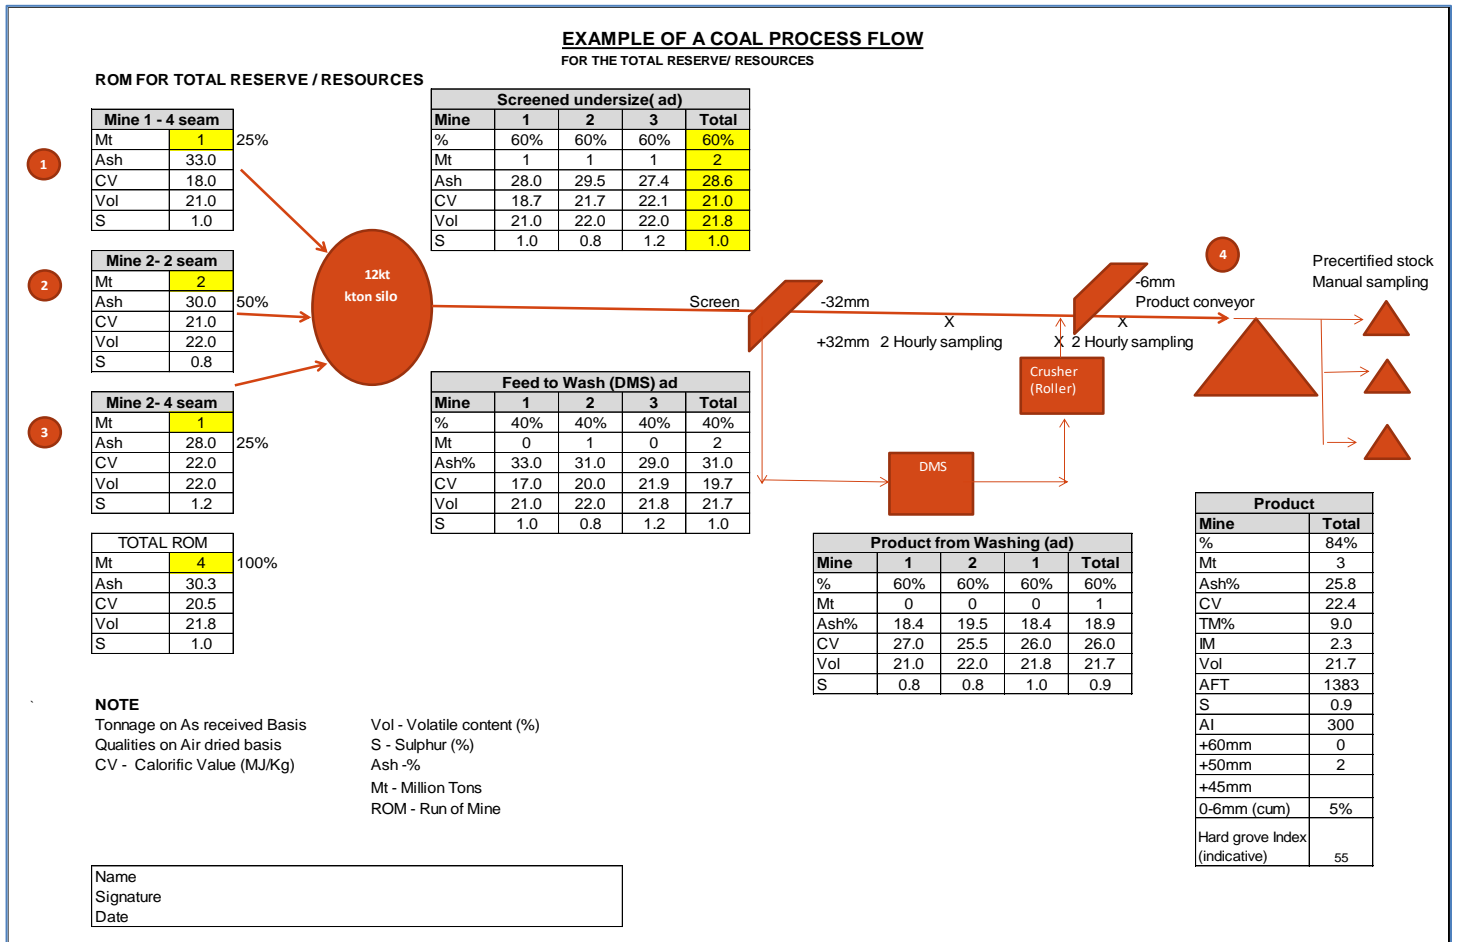 EXAMPLE OF A COAL PROCESS FLOW
FOR THE TOTAL RESERVE/ RESOURCES
ROM FOR TOTAL RESERVE / RESOURCES
1
Mine 1 - 4 seam
Mt 1 25%
Ash 33.0
CV 18.0
Vol 21.0
S 1.0
2
Mine 2- 2 seam
Mt 2
Ash 30.0 50%
CV 21.0
Vol 22.0
S 0.8
3
Mine 2- 4 seam
Mt 1
Ash 28.0 25%
CV 22.0
Vol 22.0
S 1.2
TOTAL ROM
Mt 4 100%
Ash 30.3
CV 20.5
Vol 21.8
S 1.0
12kt
kton silo
Screened undersize( ad)
Mine 1 2 3 Total
% 60% 60% 60% 60%
Mt 1 1 1 2
Ash 28.0 29.5 27.4 28.6
CV 18.7 21.7 22.1 21.0
Vol 21.0 22.0 22.0 21.8
S 1.0 0.8 1.2 1.0
Screen
-32mm
X
+32mm 2 Hourly sampling
-6mm
Product conveyor
X
X 2 Hourly sampling
Crusher
(Roller)
DMS
4
Precertified stock
Manual sampling
Feed to Wash (DMS) ad
Mine 1 2 3 Total
% 40% 40% 40% 40%
Mt 0 1 0 2
Ash% 33.0 31.0 29.0 31.0
CV 17.0 20.0 21.9 19.7
Vol 21.0 22.0 21.8 21.7
S 1.0 0.8 1.2 1.0
Product from Washing (ad)
Mine 1 2 1 Total
% 60% 60% 60% 60%
Mt 0 0 0 1
Ash% 18.4 19.5 18.4 18.9
CV 27.0 25.5 26.0 26.0
Vol 21.0 22.0 21.8 21.7
S 0.8 0.8 1.0 0.9
Product
Mine Total
% 84%
Mt 3
Ash% 25.8
CV 22.4
TM% 9.0
IM 2.3
Vol 21.7
AFT 1383
S 0.9
AI 300
+60mm 0
+50mm 2
+45mm
0-6mm (cum) 5%
Hard grove Index
(indicative) 55
`
NOTE
Tonnage on As received Basis
Qualities on Air dried basis
CV - Calorific Value (MJ/Kg)
Vol - Volatile content (%)
S - Sulphur (%)
Ash -%
Mt - Million Tons
ROM - Run of Mine
Name
Signature
Date